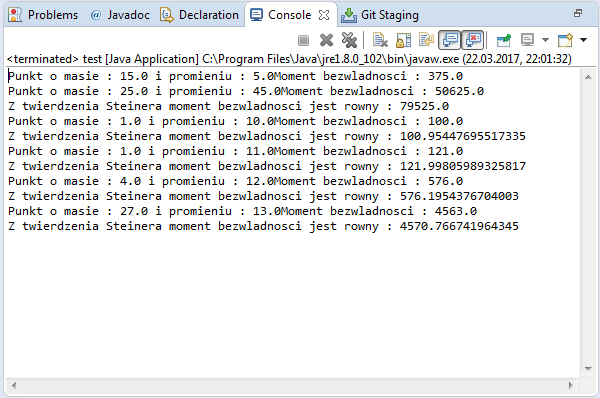 Problems @ Javadoc Declaration Console Git Staging
<terminated> test [Java Application] C:\Program Files\Java\jre1.8.0_102\bin\javaw.exe (22.03.2017, 22:01:32)
Punkt o masie : 15.0 i promieniu : 5.0Moment bezwladnosci : 375.0
Punkt o masie : 25.0 i promieniu : 45.0Moment bezwladnosci : 50625.0
Z twierdzenia Steinera moment bezwladnosci jest rowny : 79525.0
Punkt o masie : 1.0 i promieniu : 10.0Moment bezwladnosci : 100.0
Z twierdzenia Steinera moment bezwladnosci jest rowny : 100.95447695517335
Punkt o masie : 1.0 i promieniu : 11.0Moment bezwladnosci : 121.0
Z twierdzenia Steinera moment bezwladnosci jest rowny : 121.99805989325817
Punkt o masie : 4.0 i promieniu : 12.0Moment bezwladnosci : 576.0
Z twierdzenia Steinera moment bezwladnosci jest rowny : 576.1954376704003
Punkt o masie : 27.0 i promieniu : 13.0Moment bezwladnosci : 4563.0
Z twierdzenia Steinera moment bezwladnosci jest rowny : 4570.766741964345